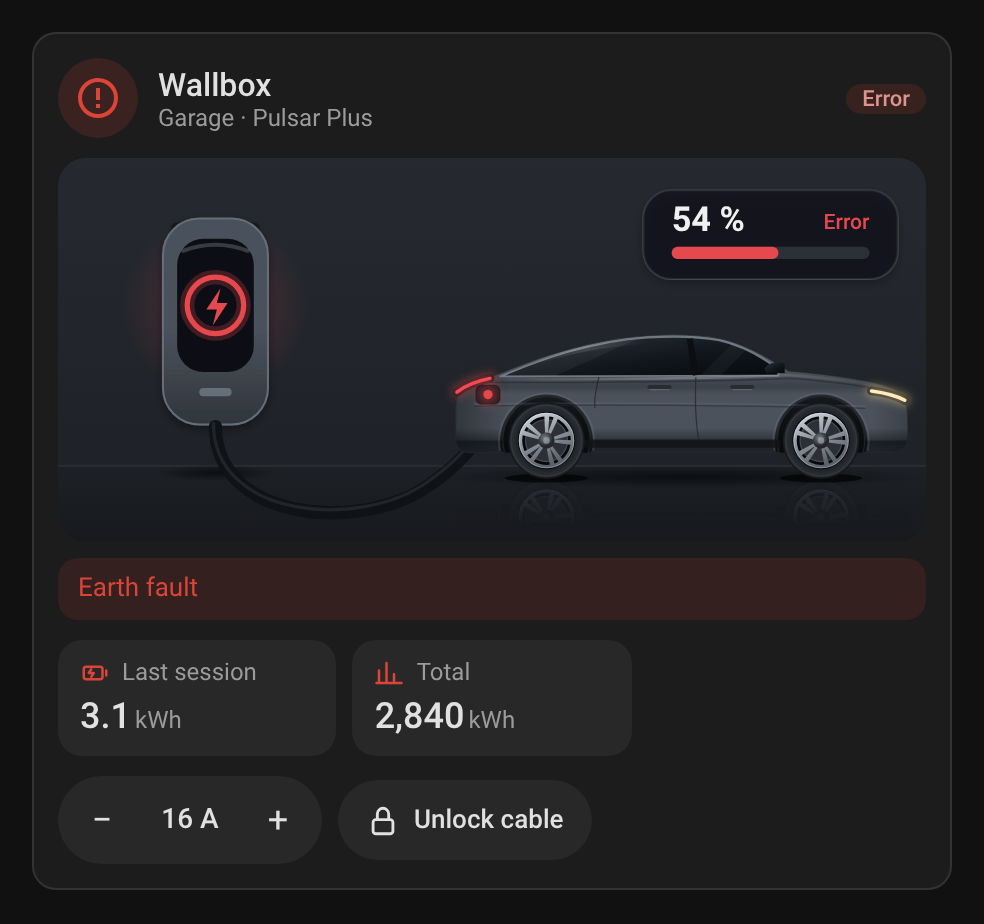 Wallbox
Garage · Pulsar Plus
Error
54 %
Error
Earth fault
Last session
3.1 kWh
Total
2,840 kWh
− 16 A +
Unlock cable